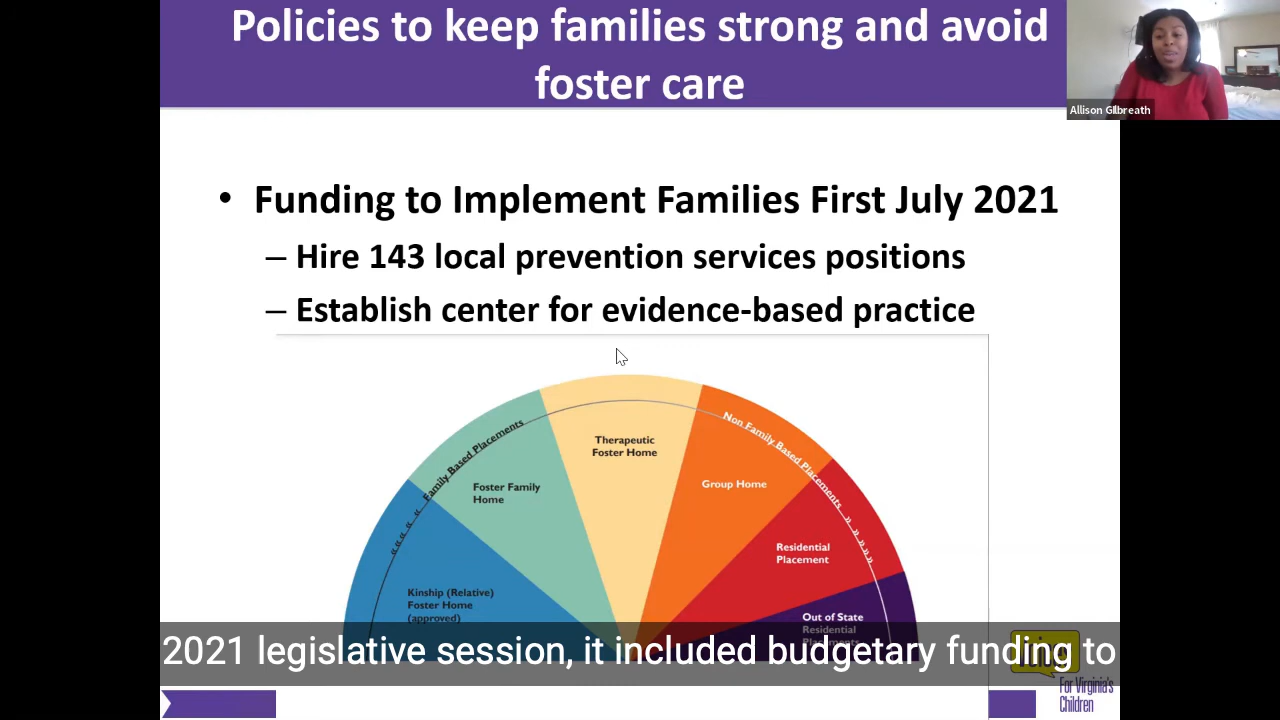 Policies to keep families strong and avoid
foster care
Allison Gilbreath
• Funding to Implement Families First July 2021
– Hire 143 local prevention services positions
– Establish center for evidence-based practice
Family Based Placements
Non Family Based Placements
Therapeutic
Foster Home
Foster Family
Home
Group Home
Residential
Placement
Kinship (Relative)
Foster Home
(approved)
Out of State
Residential
Placements
2021 legislative session, it included budgetary funding to
For Virginia's
Children